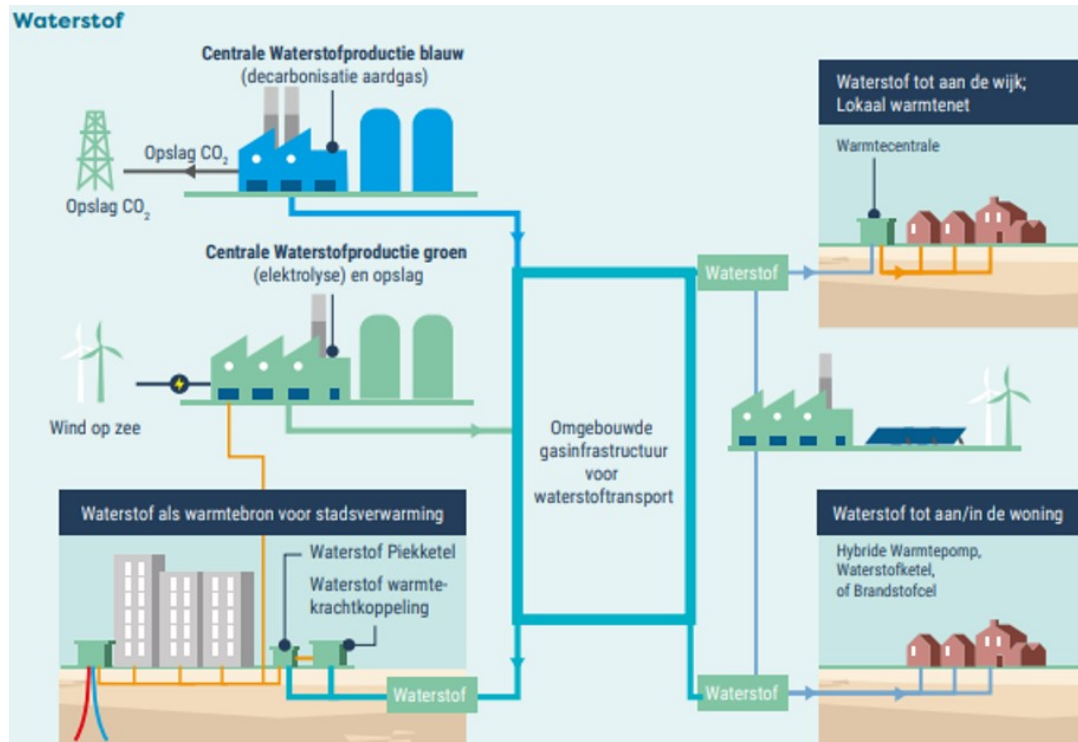 Waterstof
Centrale Waterstofproductie blauw
(decarbonisatie aardgas)
Opslag CO₂
Opslag CO₂
Centrale Waterstofproductie groen
(elektrolyse) en opslag
Wind op zee
Waterstof als warmtebron voor stadsverwarming
Waterstof Piekketel
Waterstof warmte-
krachtkoppeling
Waterstof
Omgebouwde
gasinfrastructuur
voor
waterstoftransport
Waterstof
Waterstof tot aan de wijk;
Lokaal warmtenet
Warmtecentrale
Waterstof
Waterstof tot aan/in de woning
Hybride Warmtepomp,
Waterstofketel,
of Brandstofcel